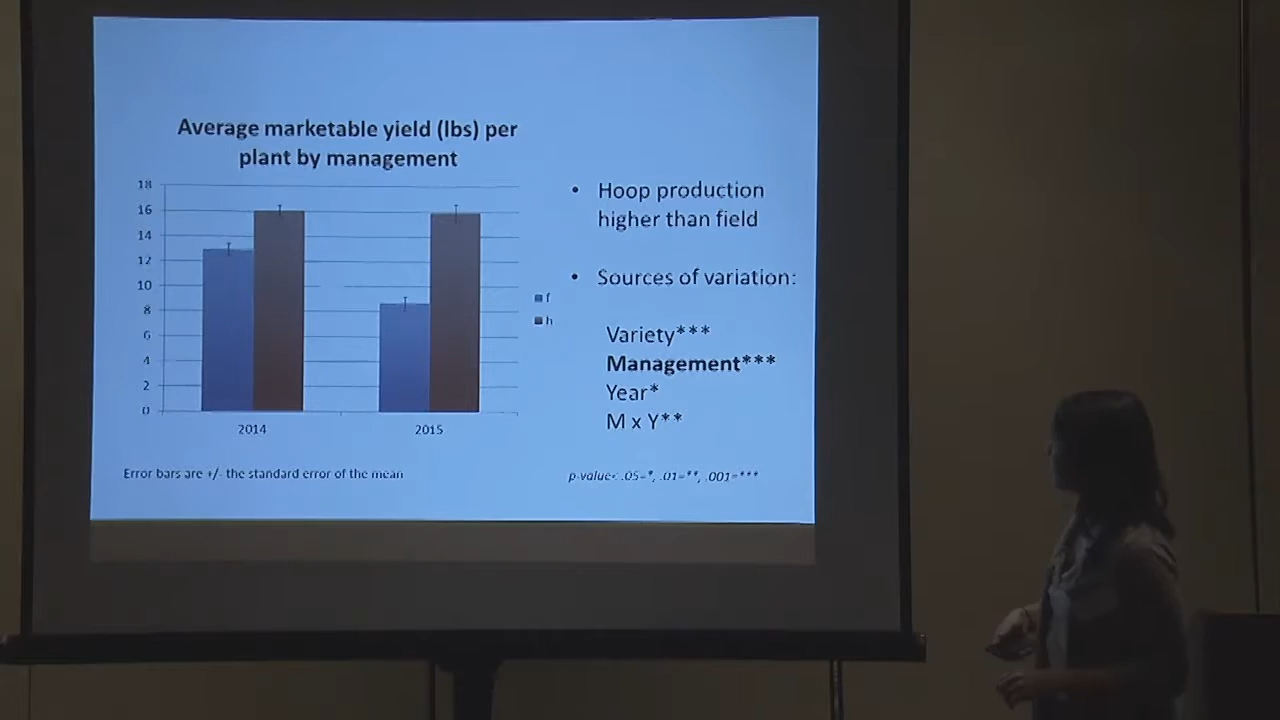 Average marketable yield (lbs) per
plant by management
18
16
14
12
10
8
6
4
2
0
2014
2015
f
h
Error bars are +/- the standard error of the mean
• Hoop production
higher than field
• Sources of variation:
Variety***
Management***
Year*
M x Y**
p-value< .05=*, .01=**, .001=***